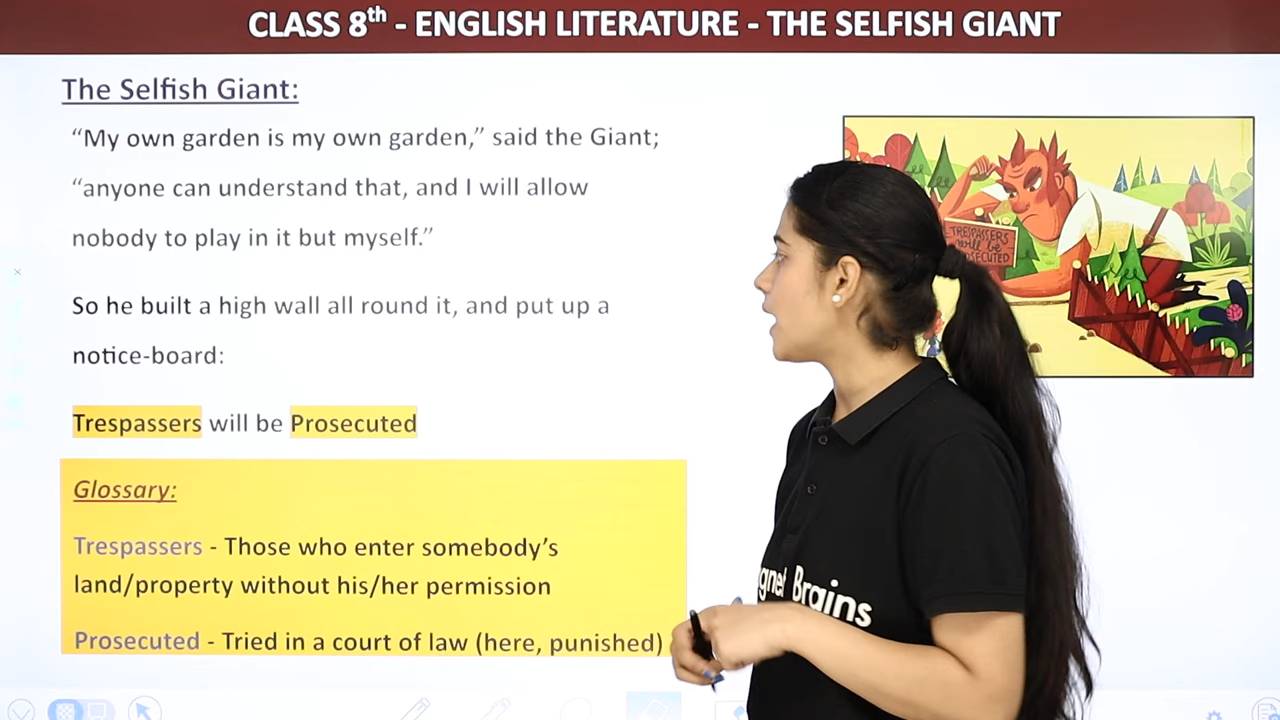 CLASS 8th - ENGLISH LITERATURE - THE SELFISH GIANT
The Selfish Giant:
“My own garden is my own garden,” said the Giant;
“anyone can understand that, and I will allow
nobody to play in it but myself.”
So he built a high wall all round it, and put up a
notice-board:
Trespassers will be Prosecuted
Glossary:
Trespassers - Those who enter somebody’s
land/property without his/her permission
Prosecuted - Tried in a court of law (here, punished)
TRESPASSERS
will be
Brains